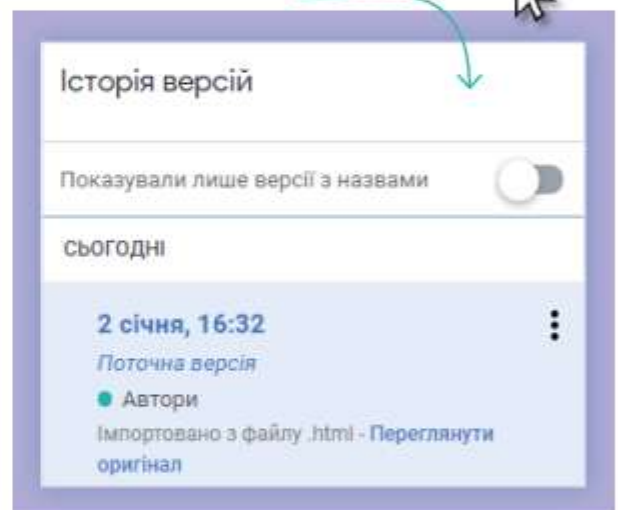 Історія версій
Показували лише версії з назвами
СЬОГОДНІ
2 січня, 16:32
Поточна версія
Автори
Імпортовано з файлу .html - Переглянути
оригінал